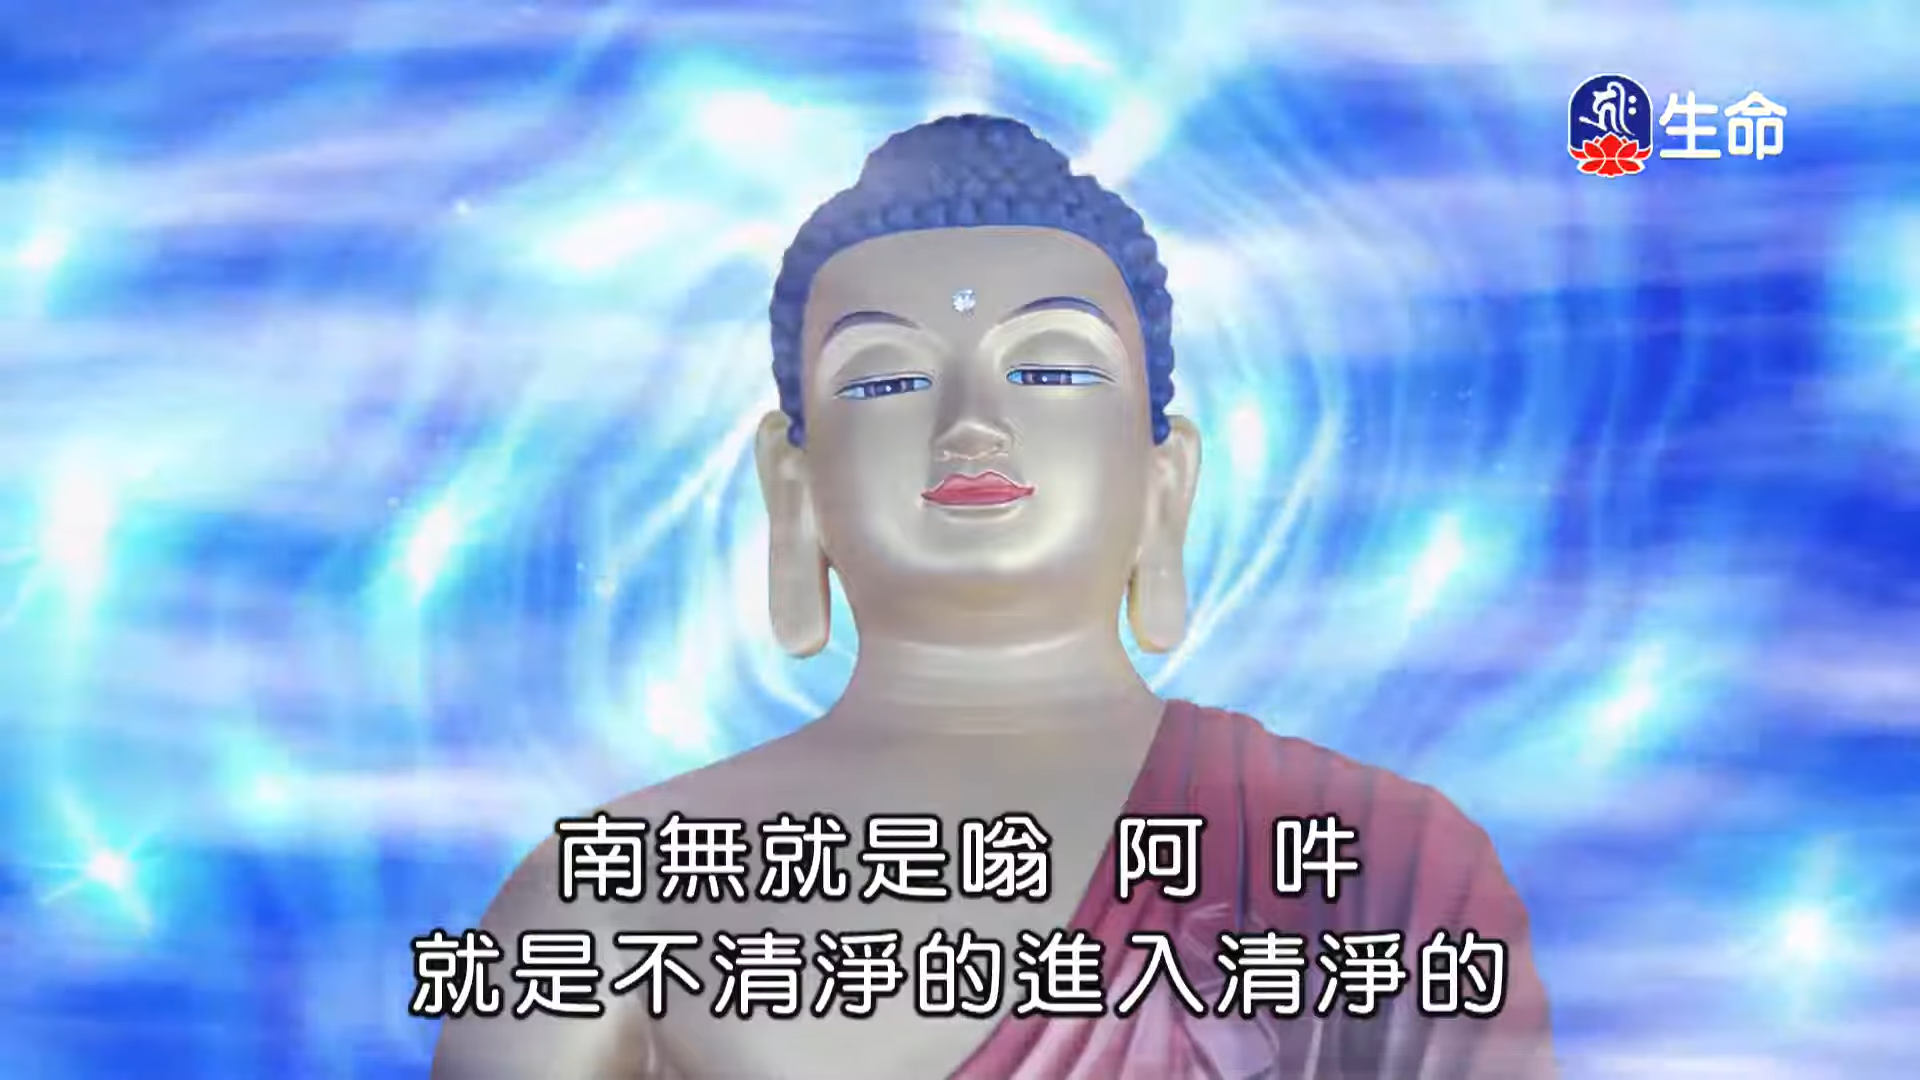 生命
南無就是嗡 阿 吽
就是不清淨的進入清淨的